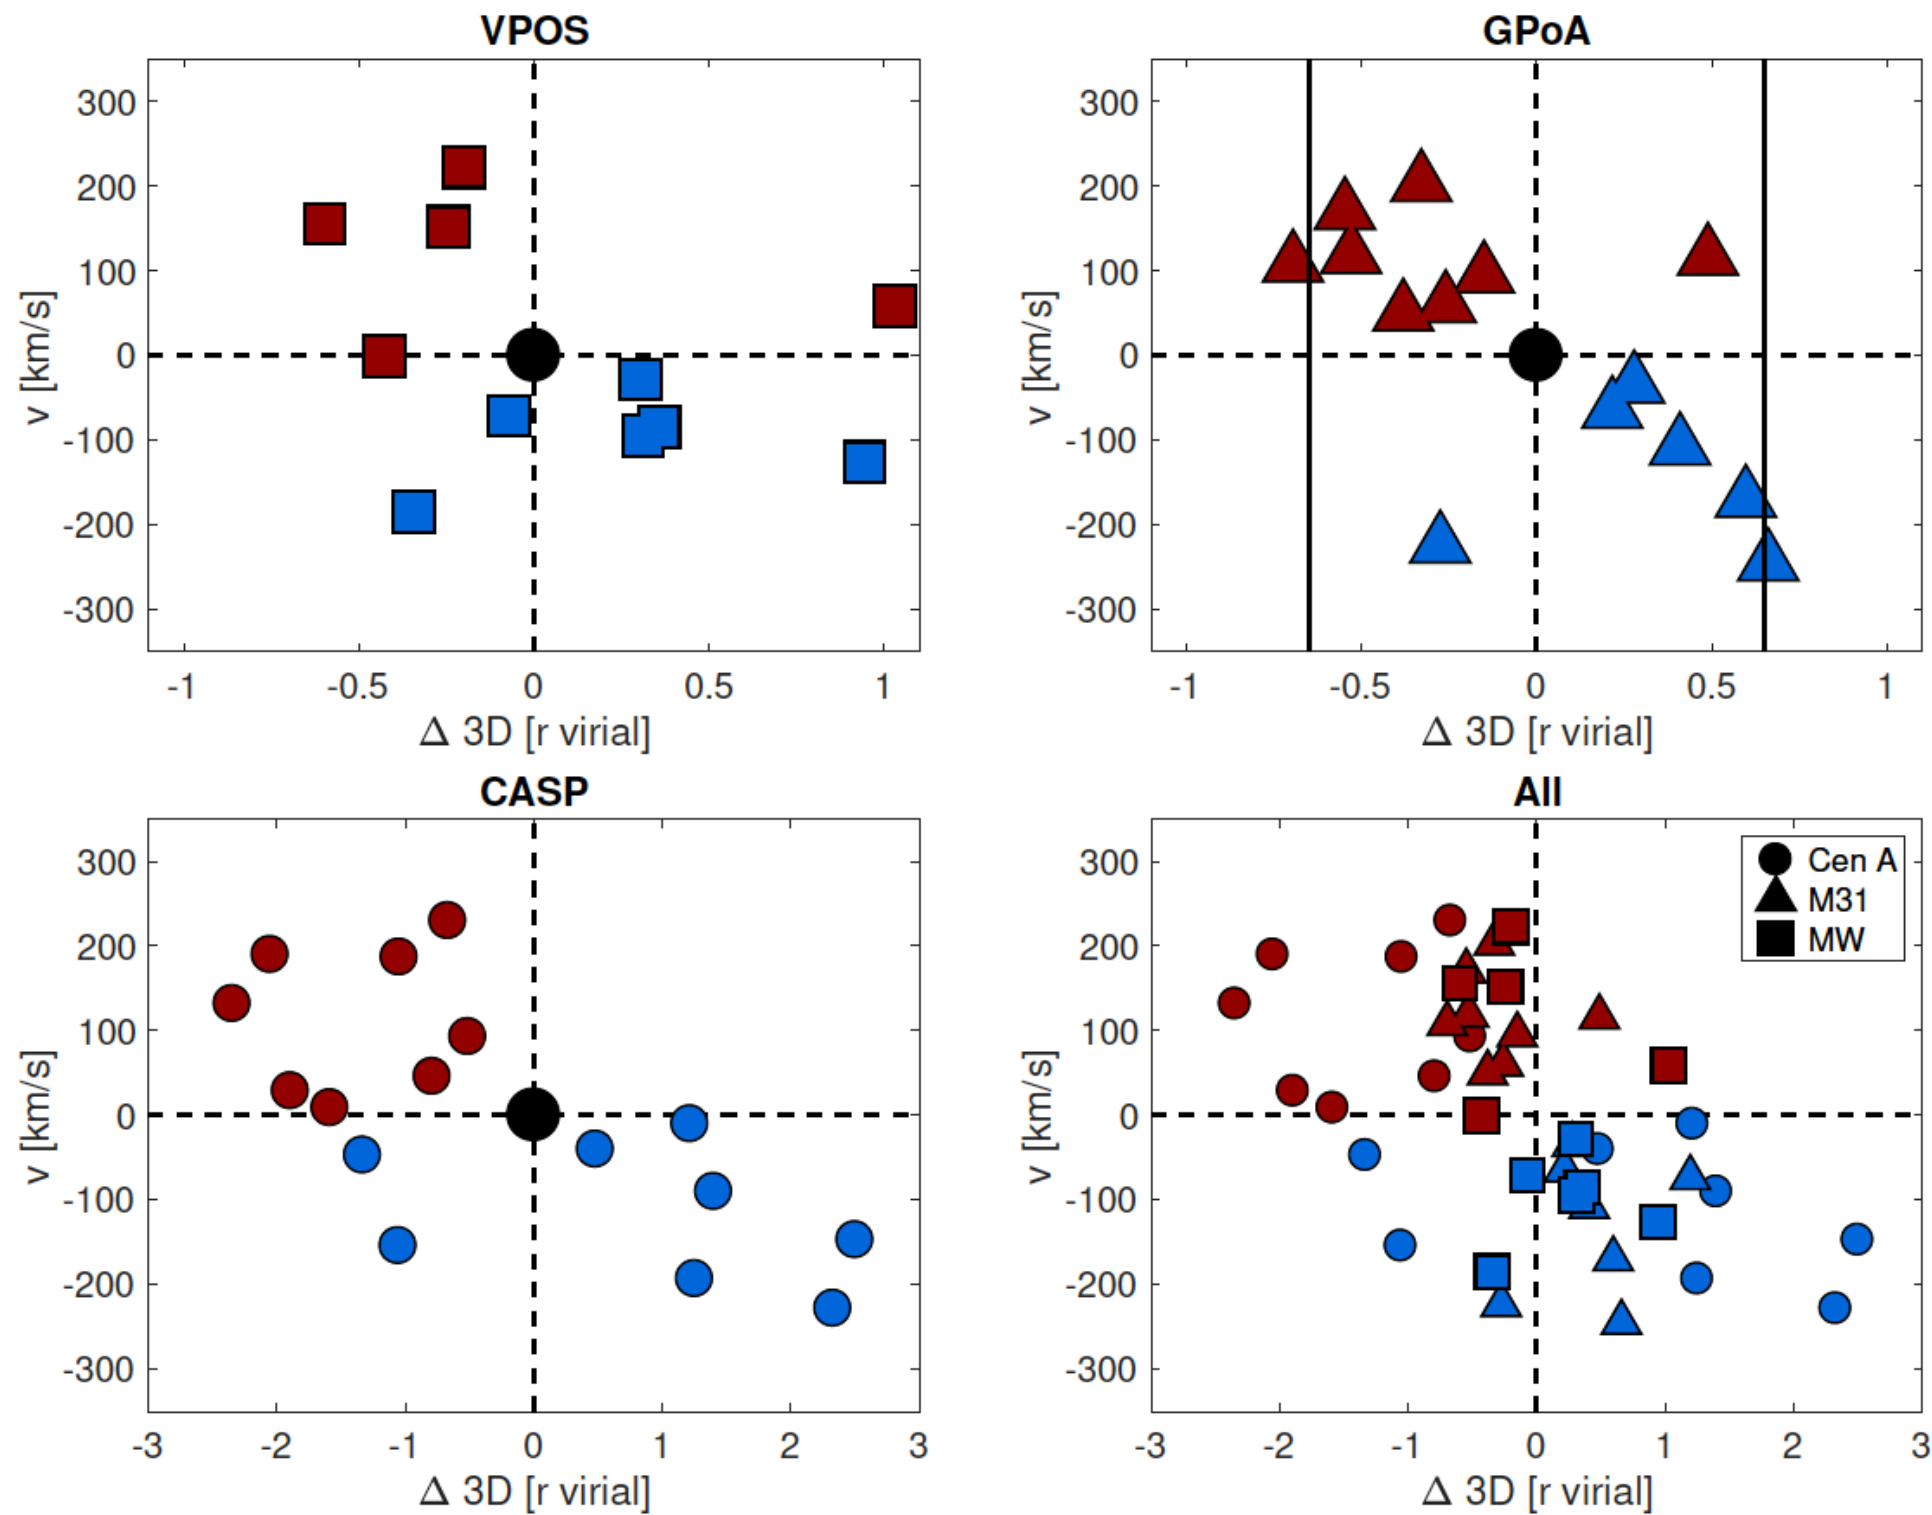 VPOS
300
200
100
0
-100
-200
-300
v [km/s]
-1 -0.5 0 0.5 1
Δ 3D [r virial]
GPoA
300
200
100
0
-100
-200
-300
v [km/s]
-1 -0.5 0 0.5 1
Δ 3D [r virial]
CASP
300
200
100
0
-100
-200
-300
v [km/s]
-3 -2 -1 0 1 2 3
Δ 3D [r virial]
All
Cen A
M31
MW
300
200
100
0
-100
-200
-300
v [km/s]
-3 -2 -1 0 1 2 3
Δ 3D [r virial]